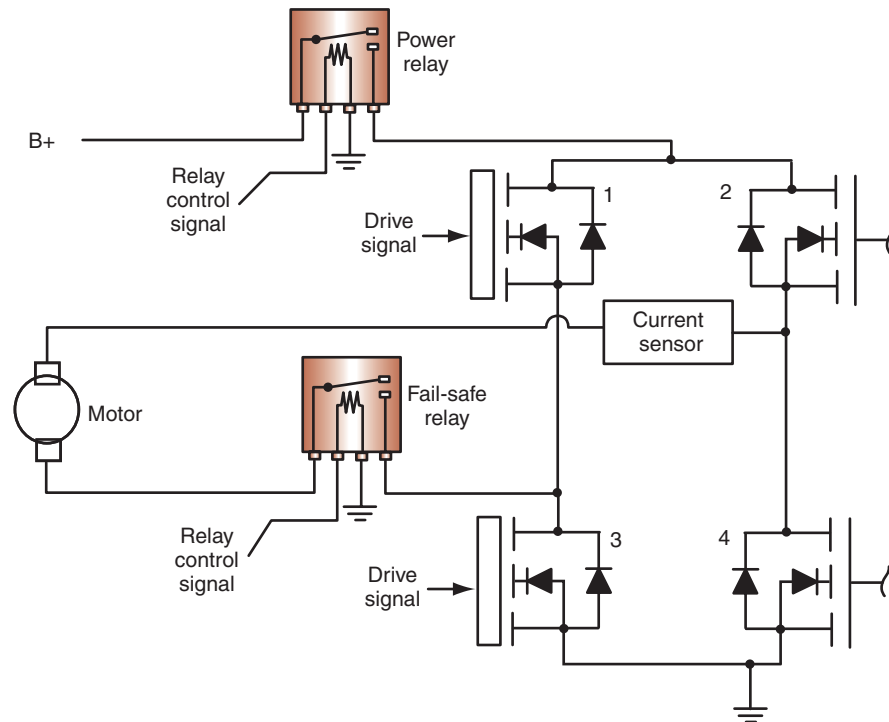 Power
relay
B+
Relay
control
signal
1
2
Drive
signal
Current
sensor
Motor
Fail-safe
relay
Relay
control
signal
3
4
Drive
signal